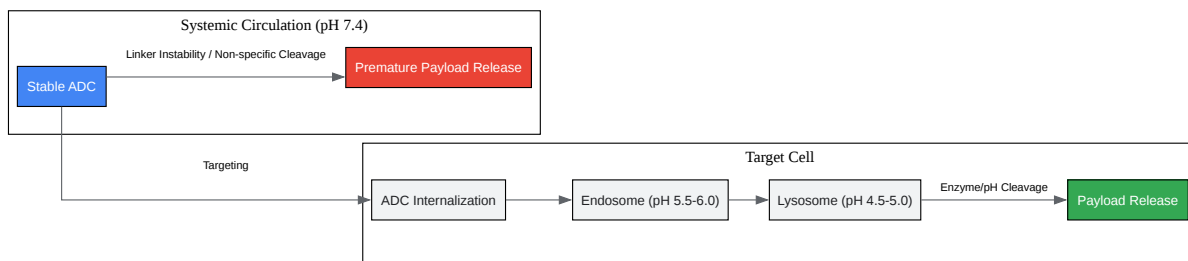 Systemic Circulation (pH 7.4)
Linker Instability / Non-specific Cleavage
Stable ADC
Premature Payload Release
Targeting
Target Cell
ADC Internalization
Endosome (pH 5.5-6.0)
Lysosome (pH 4.5-5.0)
Enzyme/pH Cleavage
Payload Release